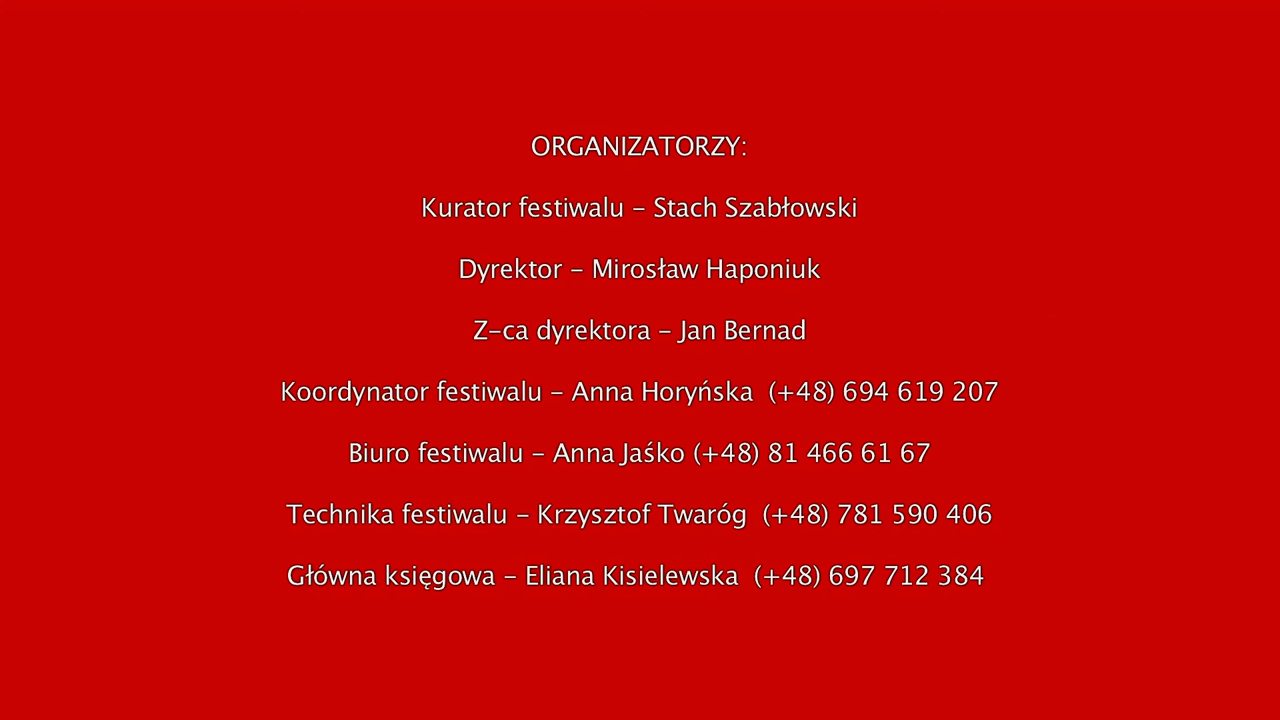 ORGANIZATORZY:
Kurator festiwalu – Stach Szabłowski
Dyrektor – Mirosław Haponiuk
Z-ca dyrektora – Jan Bernad
Koordynator festiwalu – Anna Horyńska (+48) 694 619 207
Biuro festiwalu – Anna Jaśko (+48) 81 466 61 67
Technika festiwalu – Krzysztof Twaróg (+48) 781 590 406
Główna księgowa – Eliana Kisielewska (+48) 697 712 384